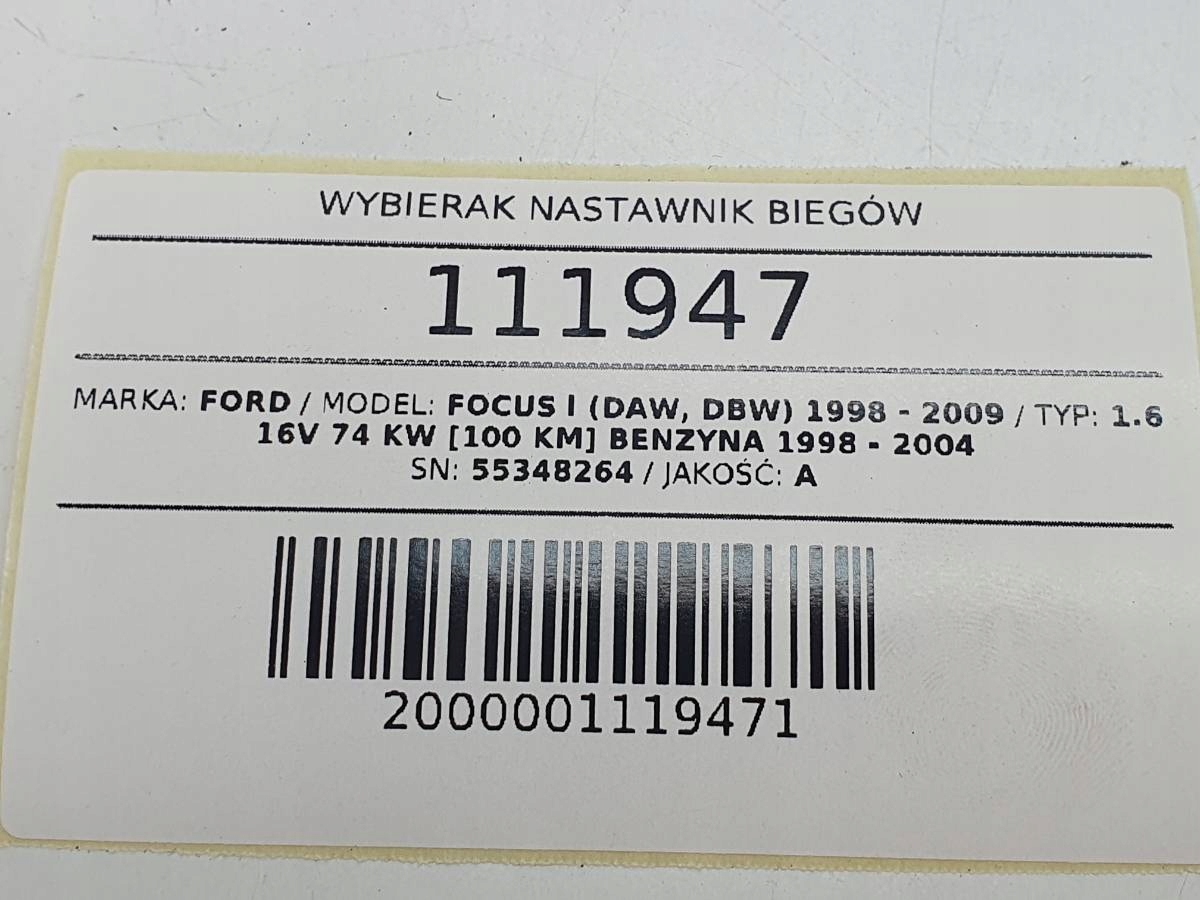 WYBIERAK NASTAWNIK BIEGÓW
111947
MARKA: FORD / MODEL: FOCUS I (DAW, DBW) 1998 - 2009 / TYP: 1.6
16V 74 KW [100 KM] BENZYNA 1998 - 2004
SN: 55348264 / JAKOŚĆ: A
2000001119471